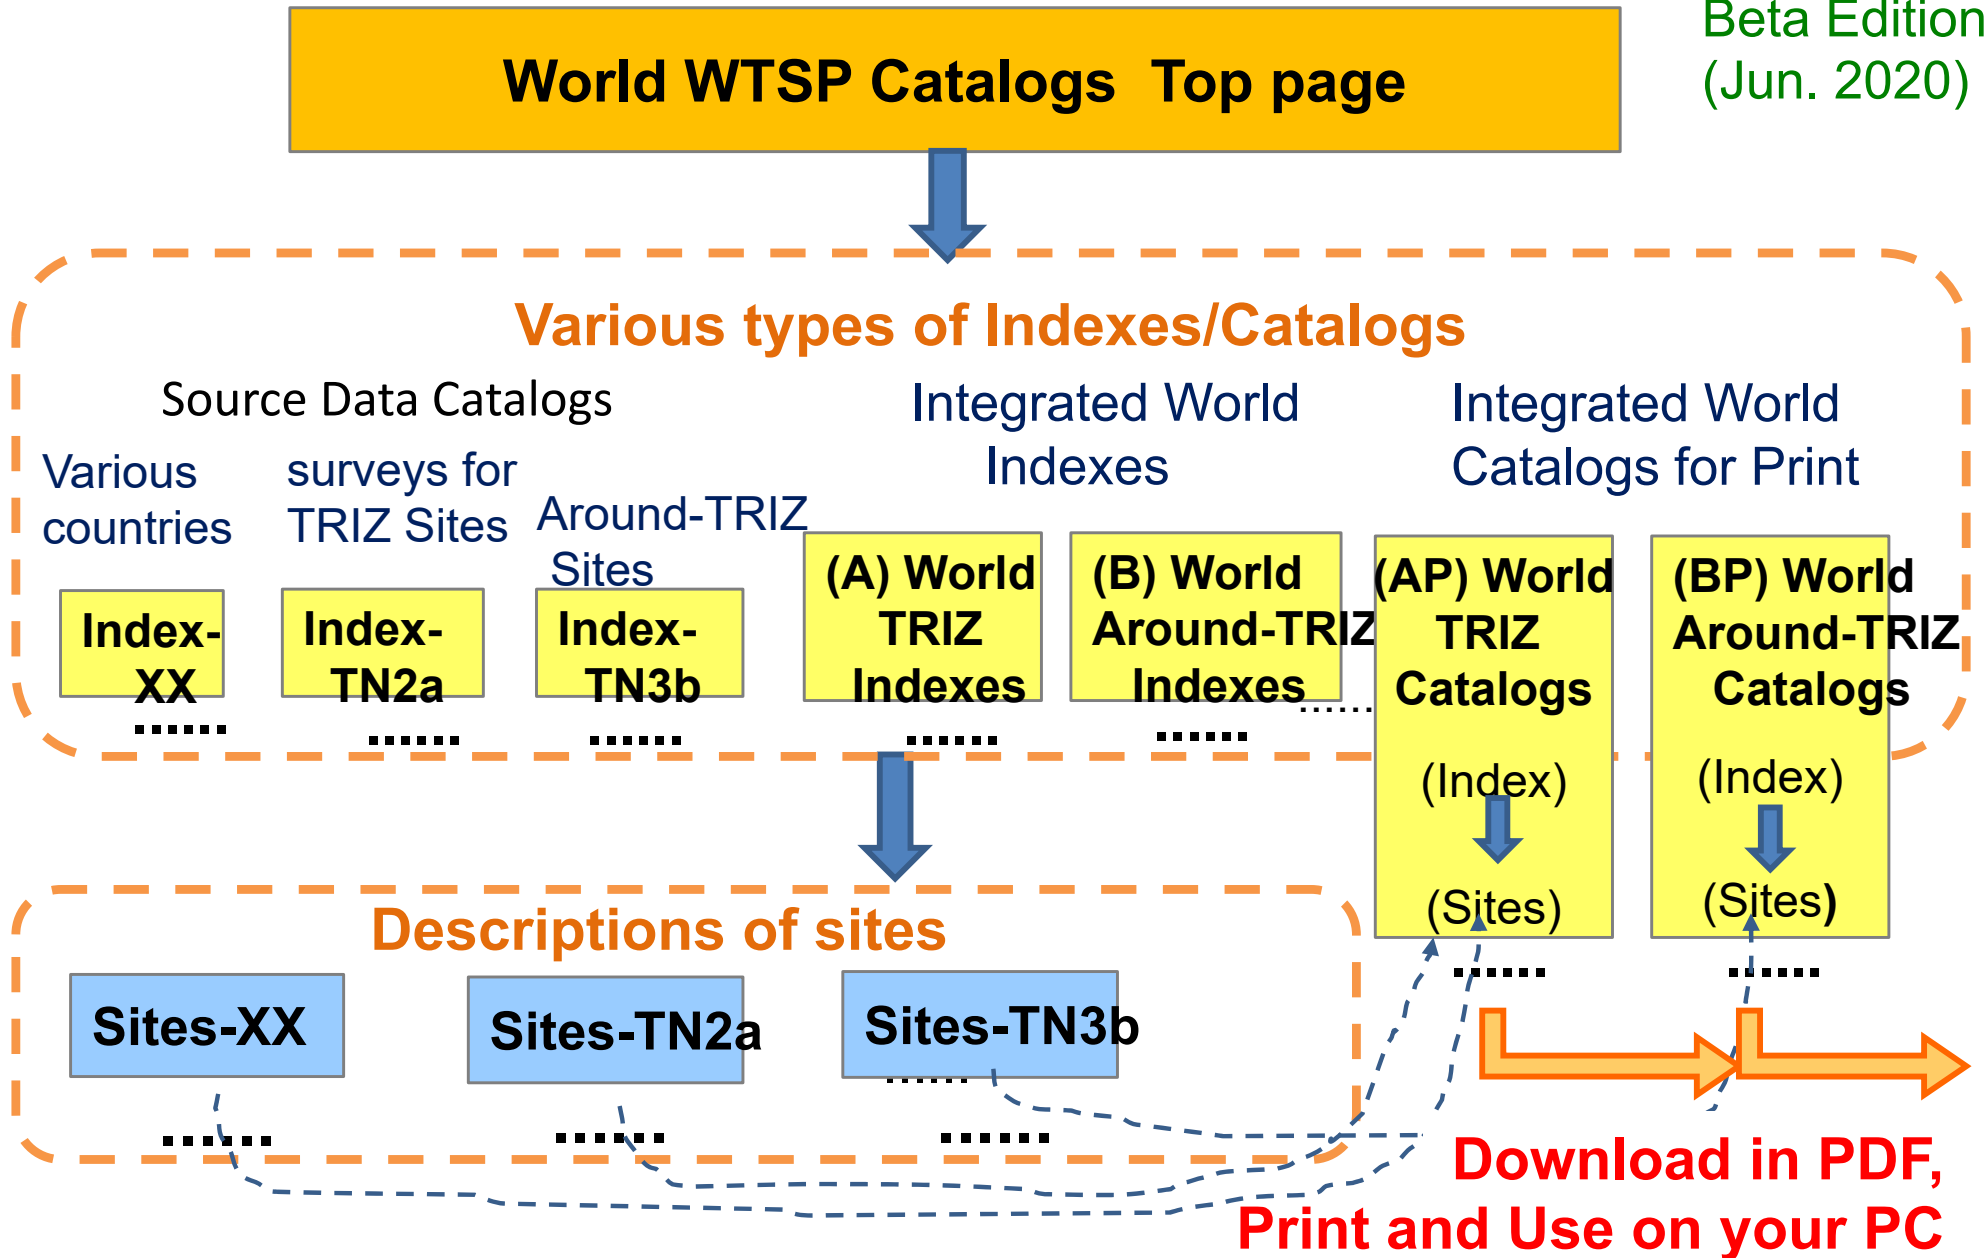 Beta Edition
(Jun. 2020)
World WTSP Catalogs Top page
Various types of Indexes/Catalogs
Source Data Catalogs
Various
countries
surveys for
TRIZ Sites
Around-TRIZ
Sites
Integrated World
Indexes
Integrated World
Catalogs for Print
Index-
XX
Index-
TN2a
Index-
TN3b
(A) World
TRIZ
Indexes
(B) World
Around-TRIZ
Indexes
(AP) World
TRIZ
Catalogs
(Index)
(Sites)
(BP) World
Around-TRIZ
Catalogs
(Index)
(Sites)
Descriptions of sites
Sites-XX
Sites-TN2a
Sites-TN3b
Download in PDF,
Print and Use on your PC